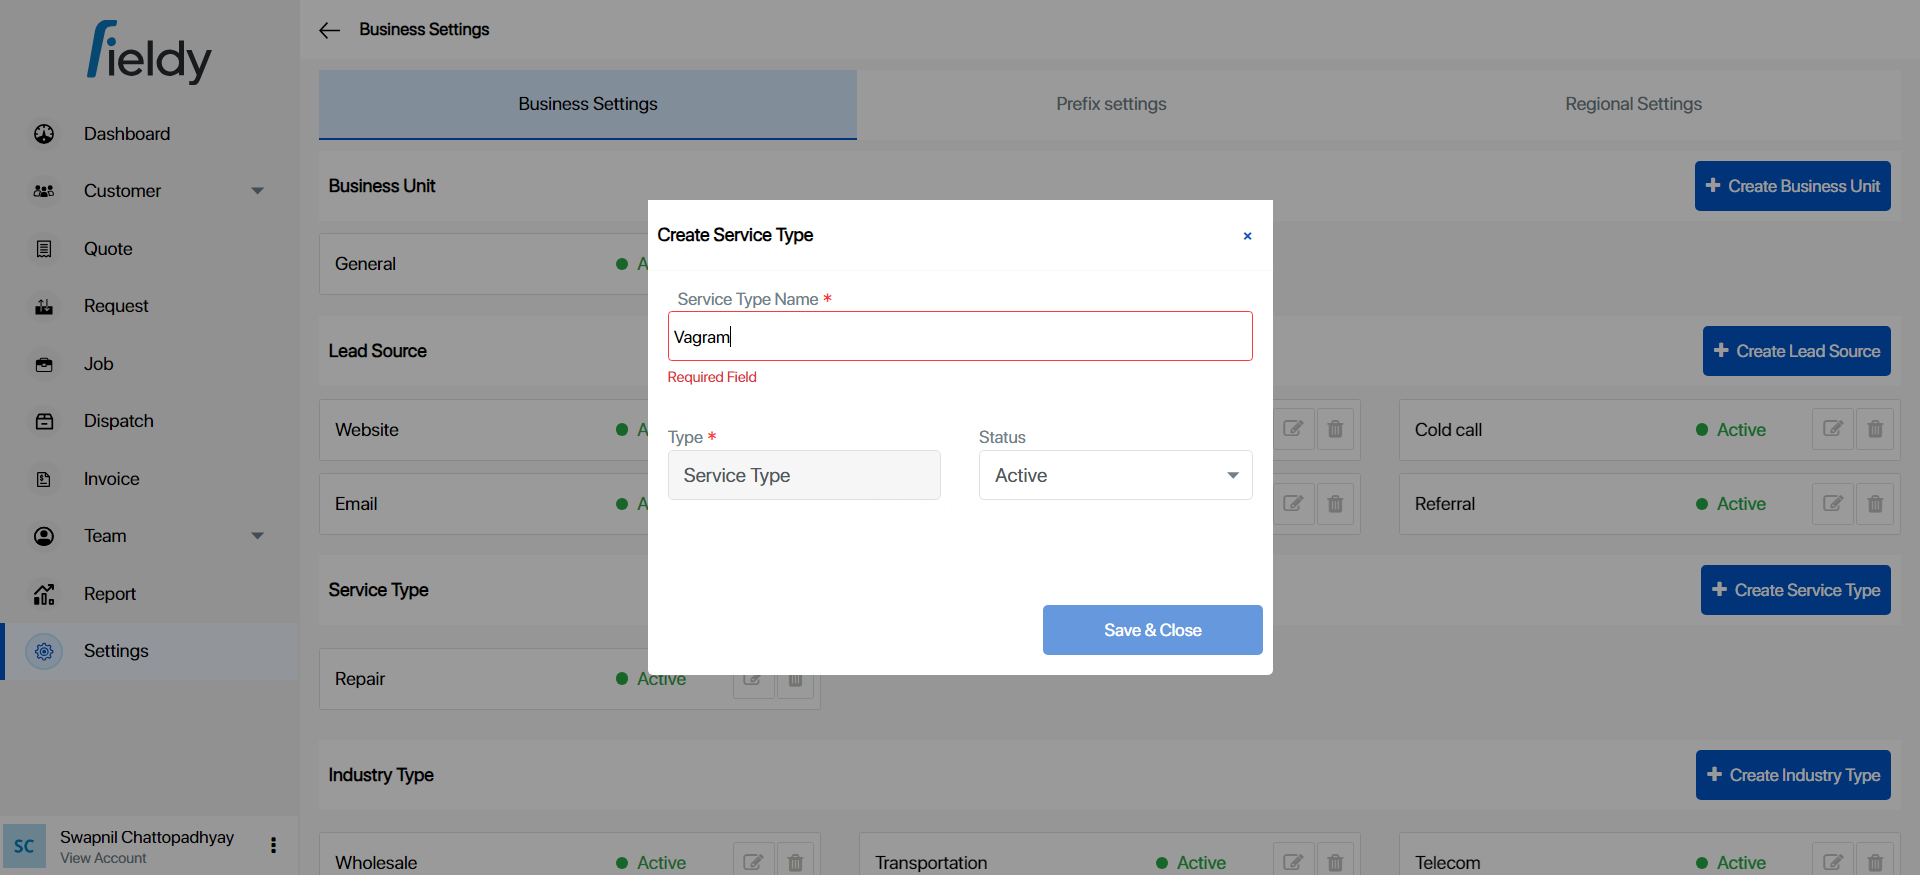 fieldy
Business Settings
Dashboard
Customer
Quote
Request
Job
Dispatch
Invoice
Team
Report
Settings
SC
Swapnil Chattopadhyay
View Account
Business Settings
Prefix settings
Regional Settings
Business Unit
+ Create Business Unit
General
A
Lead Source
+ Create Lead Source
Website
A
Cold call
Active
Email
A
Referral
Active
Service Type
+ Create Service Type
Repair
Active
Industry Type
+ Create Industry Type
Wholesale
Active
Transportation
Active
Telecom
Active
Create Service Type
×
Service Type Name *
Vagram
Required Field
Type *
Status
Service Type
Active
Save & Close